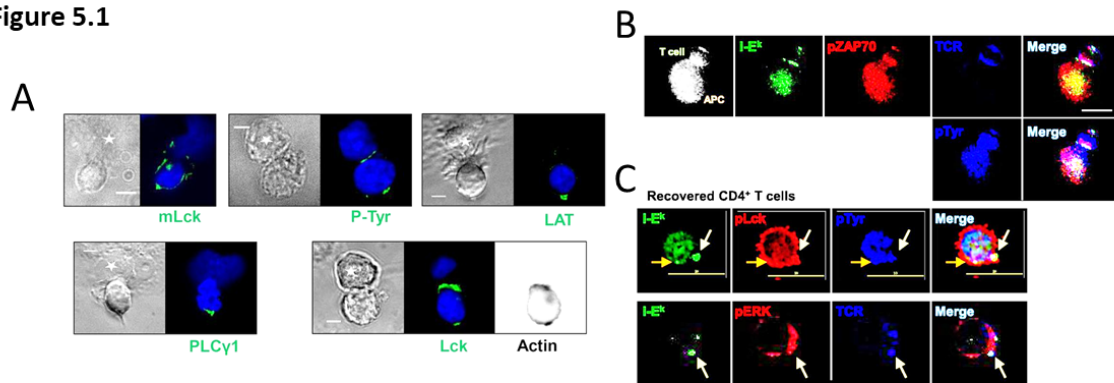 igure 5.1
A
mLck
P-Tyr
LAT
PLCγ1
Lck
Actin
B
T cell
APC
I-Eᵏ
pZAP70
TCR
Merge
pTyr
Merge
C
Recovered CD4⁺ T cells
I-Eᵏ
pLck
pTyr
Merge
I-Eᵏ
pERK
TCR
Merge